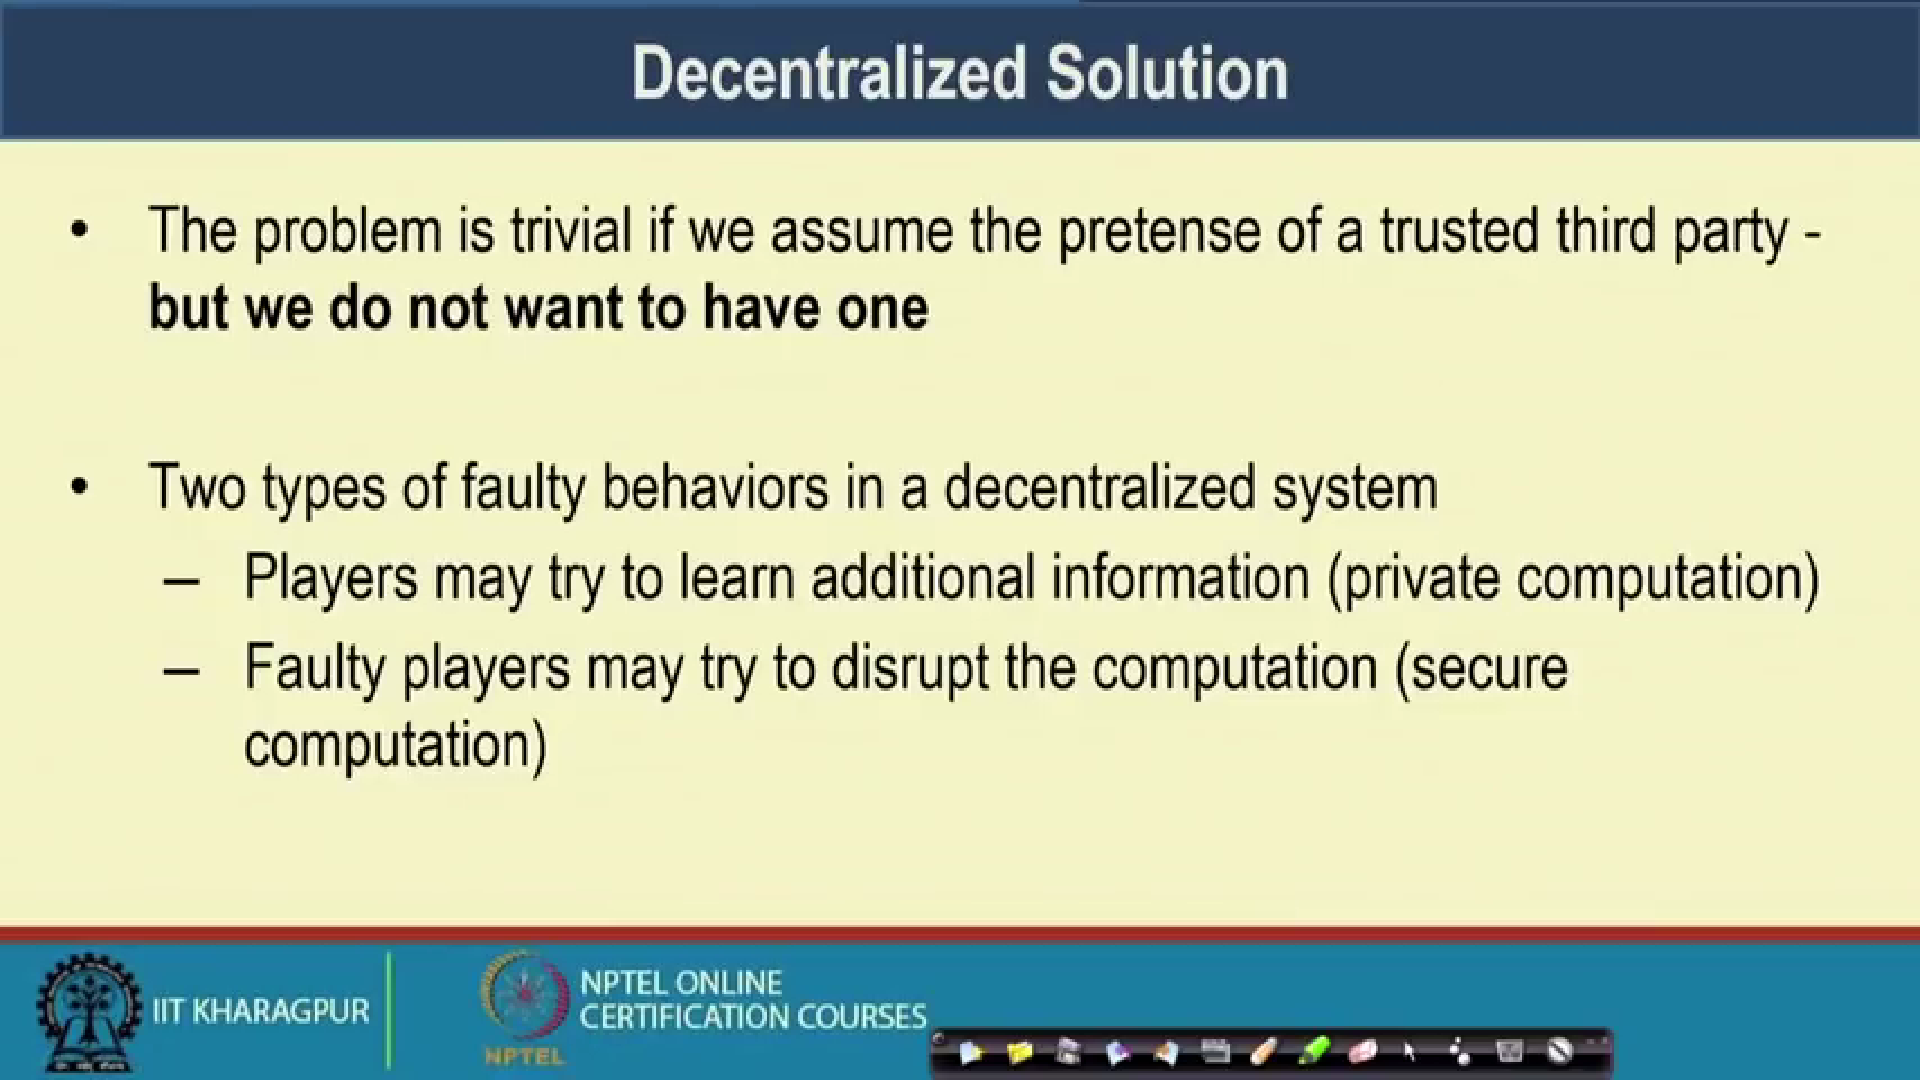 Decentralized Solution
• The problem is trivial if we assume the pretense of a trusted third party -
but we do not want to have one
• Two types of faulty behaviors in a decentralized system
– Players may try to learn additional information (private computation)
– Faulty players may try to disrupt the computation (secure
computation)
IIT KHARAGPUR
NPTEL
NPTEL ONLINE
CERTIFICATION COURSES